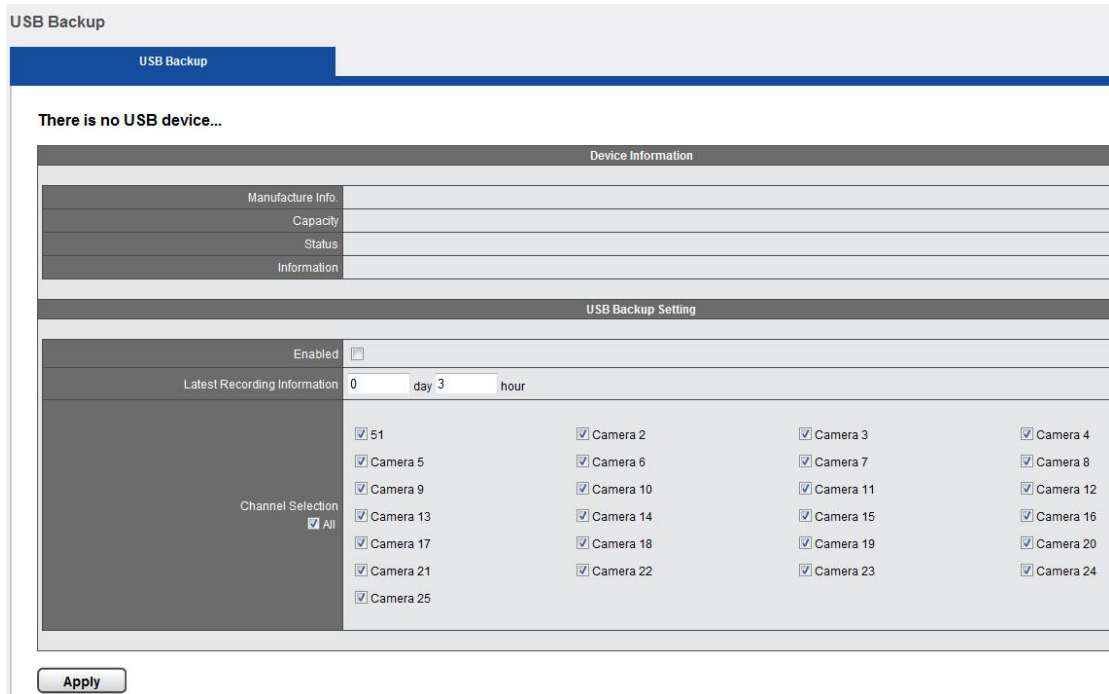 USB Backup
USB Backup
There is no USB device...
Device Information
Manufacture Info.
Capacity
Status
Information
USB Backup Setting
Enabled
Latest Recording Information 0 day 3 hour
51 Camera 2 Camera 3 Camera 4
Camera 5 Camera 6 Camera 7 Camera 8
Camera 9 Camera 10 Camera 11 Camera 12
Channel Selection
All
Camera 13 Camera 14 Camera 15 Camera 16
Camera 17 Camera 18 Camera 19 Camera 20
Camera 21 Camera 22 Camera 23 Camera 24
Camera 25
Apply